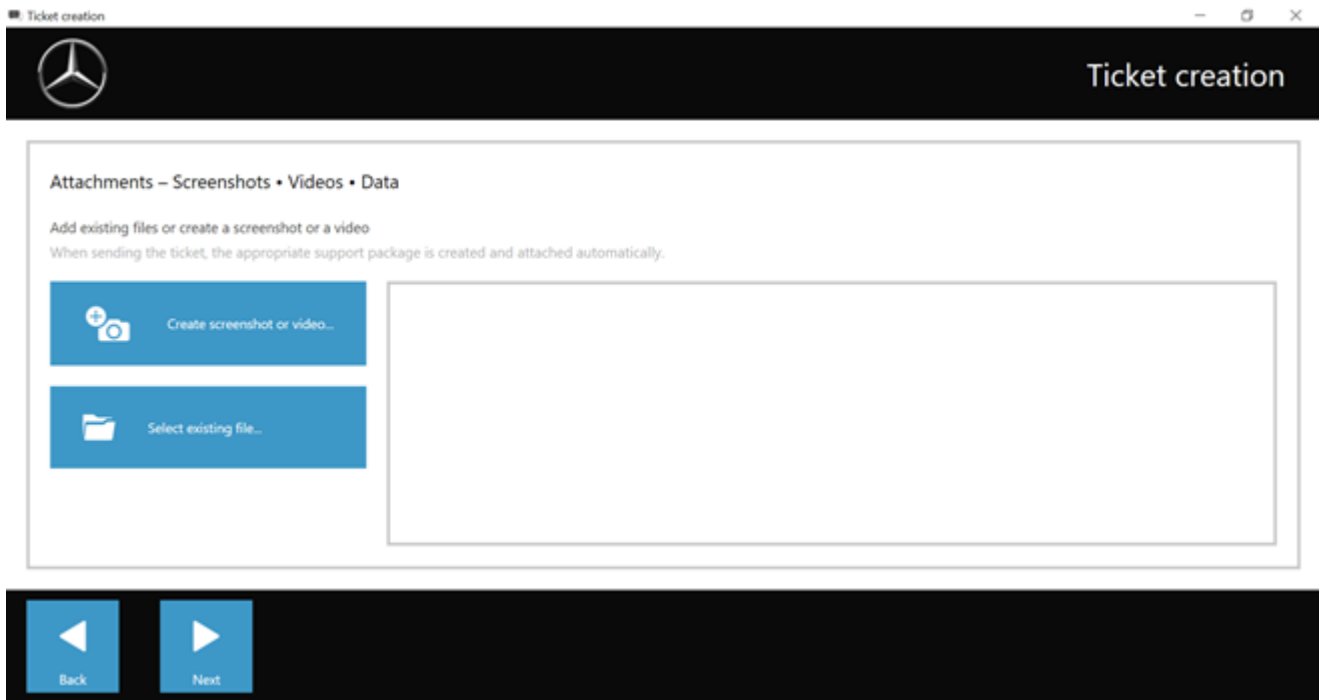 Ticket creation
Ticket creation
Attachments – Screenshots • Videos • Data
Add existing files or create a screenshot or a video
When sending the ticket, the appropriate support package is created and attached automatically.
Create screenshot or video...
Select existing file...
Back
Next